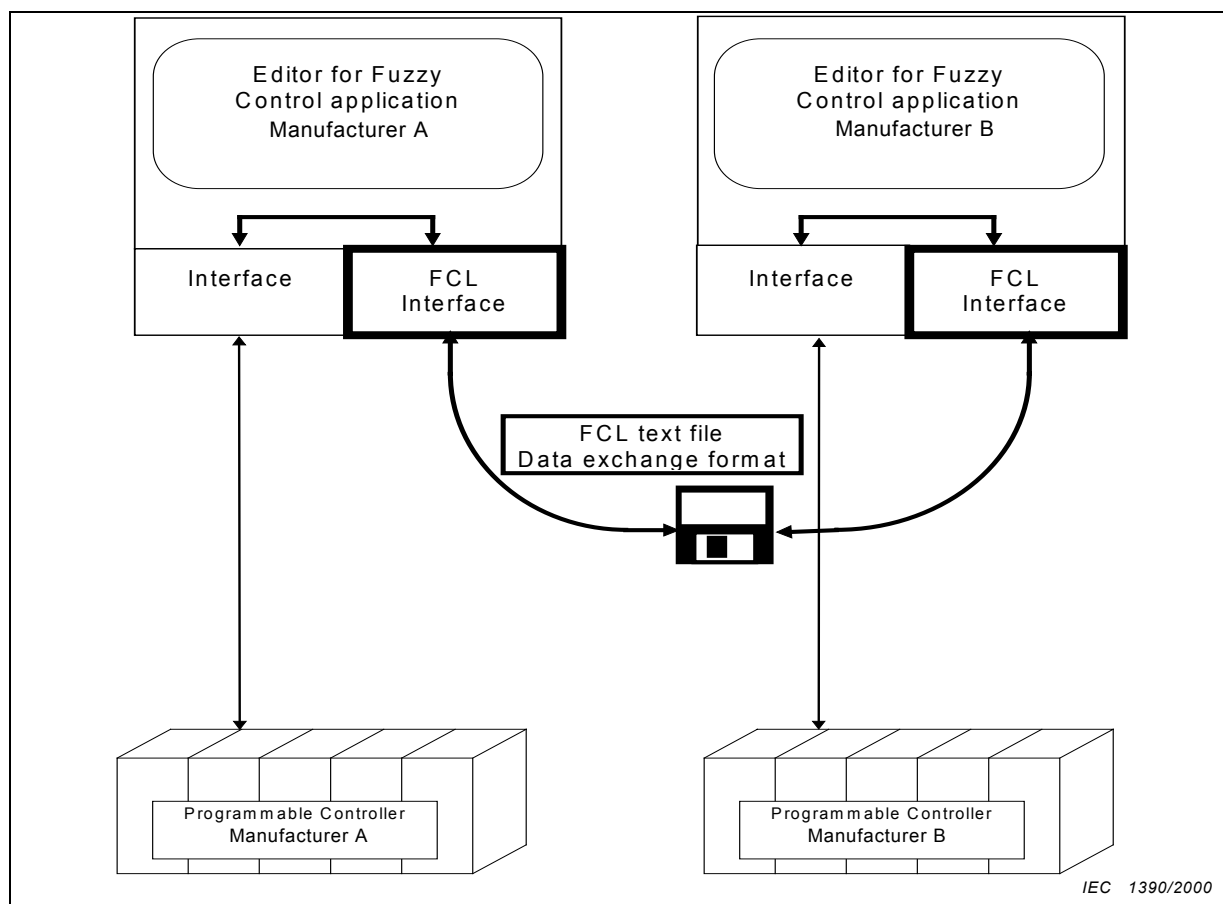 Editor for Fuzzy
Control application
Manufacturer A
Editor for Fuzzy
Control application
Manufacturer B
Interface
FCL
Interface
Interface
FCL
Interface
FCL text file
Data exchange format
Programmable Controller
Manufacturer A
Programmable Controller
Manufacturer B
IEC 1390/2000